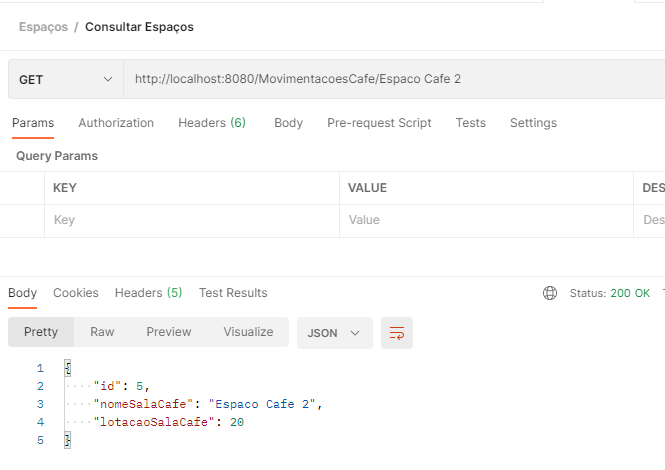 Espaços / Consultar Espaços
GET http://localhost:8080/MovimentacoesCafe/Espaco Cafe 2
Params Authorization Headers (6) Body Pre-request Script Tests Settings
Query Params
KEY VALUE DES
Key Value Des
Body Cookies Headers (5) Test Results Status: 200 OK
Pretty Raw Preview Visualize JSON
1 {
2 "id": 5,
3 "nomeSalaCafe": "Espaco Cafe 2",
4 "lotacaoSalaCafe": 20
5 }